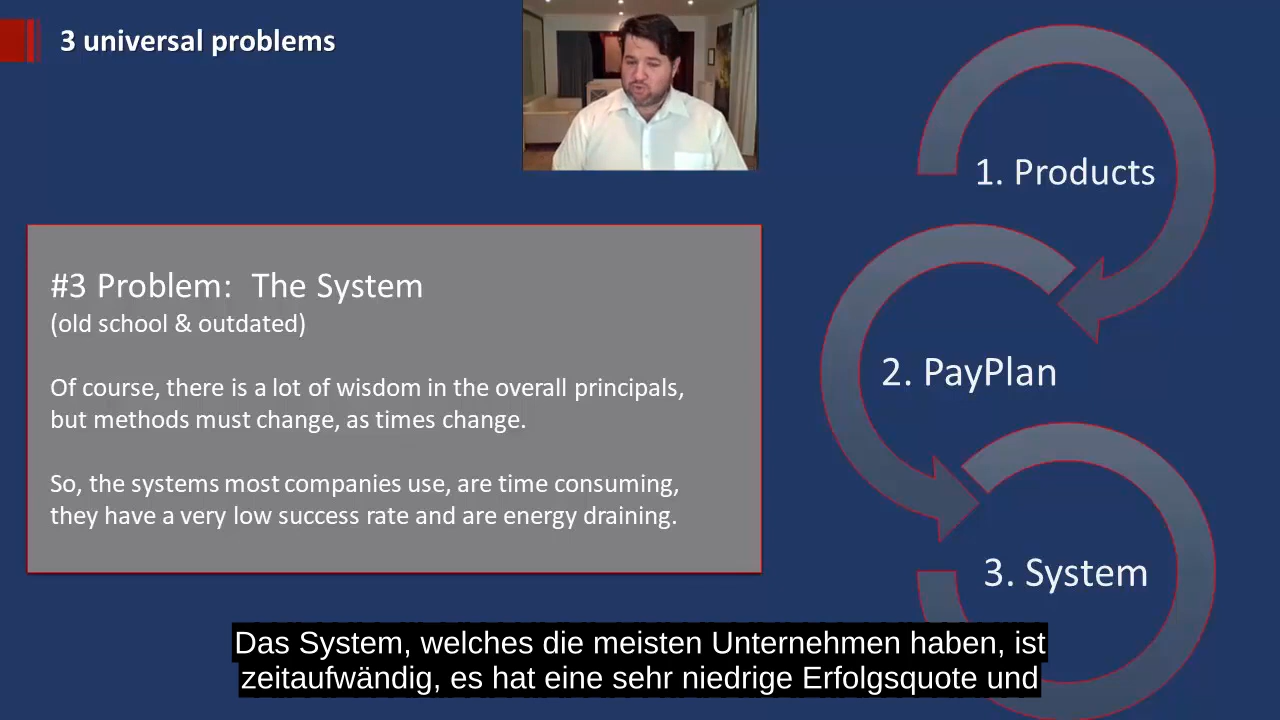 3 universal problems
1. Products
#3 Problem:  The System
(old school & outdated)
Of course, there is a lot of wisdom in the overall principals,
but methods must change, as times change.
So, the systems most companies use, are time consuming,
they have a very low success rate and are energy draining.
2. PayPlan
3. System
Das System, welches die meisten Unternehmen haben, ist
zeitaufwändig, es hat eine sehr niedrige Erfolgsquote und